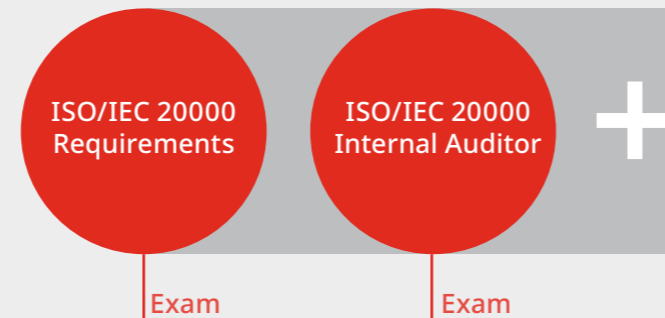 ISO/IEC 20000
Requirements
ISO/IEC 20000
Internal Auditor
+
Exam
Exam